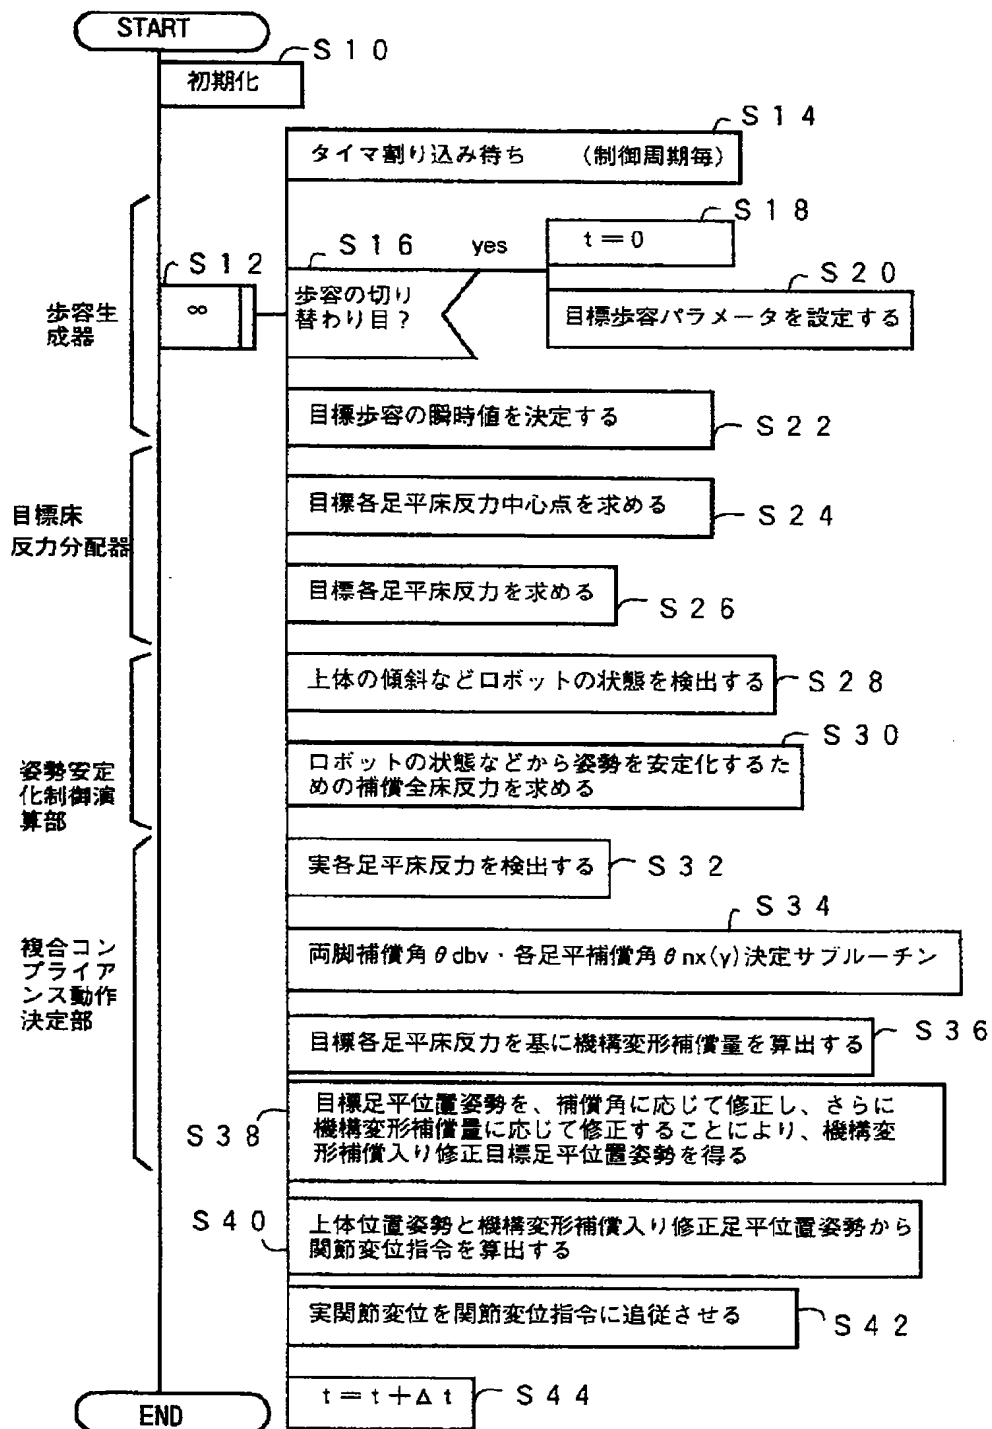 START
S10
初期化
S14
タイマ割り込み待ち （制御周期毎）
S18
t＝0
S16
yes
S12
S20
∞
歩容の切り
替わり目？
目標歩容パラメータを設定する
歩容生
成器
目標歩容の瞬時値を決定する
S22
目標各足平床反力中心点を求める
S24
目標床
反力分配器
目標各足平床反力を求める
S26
上体の傾斜などロボットの状態を検出する
S28
S30
ロボットの状態などから姿勢を安定化するた
めの補償全床反力を求める
姿勢安定
化制御演
算部
実各足平床反力を検出する
S32
S34
両脚補償角θdbv・各足平補償角θnx(y)決定サブルーチン
複合コン
プライア
ンス動作
決定部
S36
目標各足平床反力を基に機構変形補償量を算出する
S38
目標足平位置姿勢を、補償角に応じて修正し、さらに
機構変形補償量に応じて修正することにより、機構変
形補償入り修正目標足平位置姿勢を得る
S40
上体位置姿勢と機構変形補償入り修正足平位置姿勢から
関節変位指令を算出する
実関節変位を関節変位指令に追従させる
S42
t＝t＋Δt
S44
END